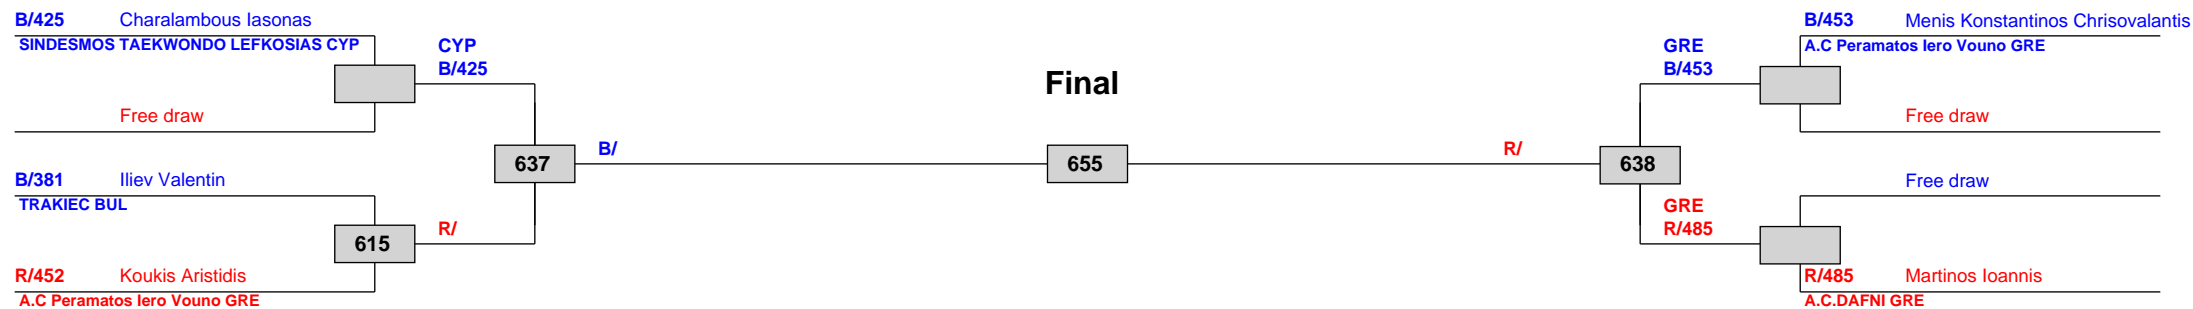 B/425 Charalambous Iasonas
SINDESMOS TAEKWONDO LEFKOSIAS CYP
CYP
B/425
Free draw
637
B/
B/381 Iliev Valentin
TRAKIEC BUL
615
R/
R/452 Koukis Aristidis
A.C Peramatos Iero Vouno GRE
Final
655
B/453 Menis Konstantinos Chrisovalantis
A.C Peramatos Iero Vouno GRE
GRE
B/453
Free draw
R/
638
Free draw
GRE
R/485
R/485 Martinos Ioannis
A.C.DAFNI GRE